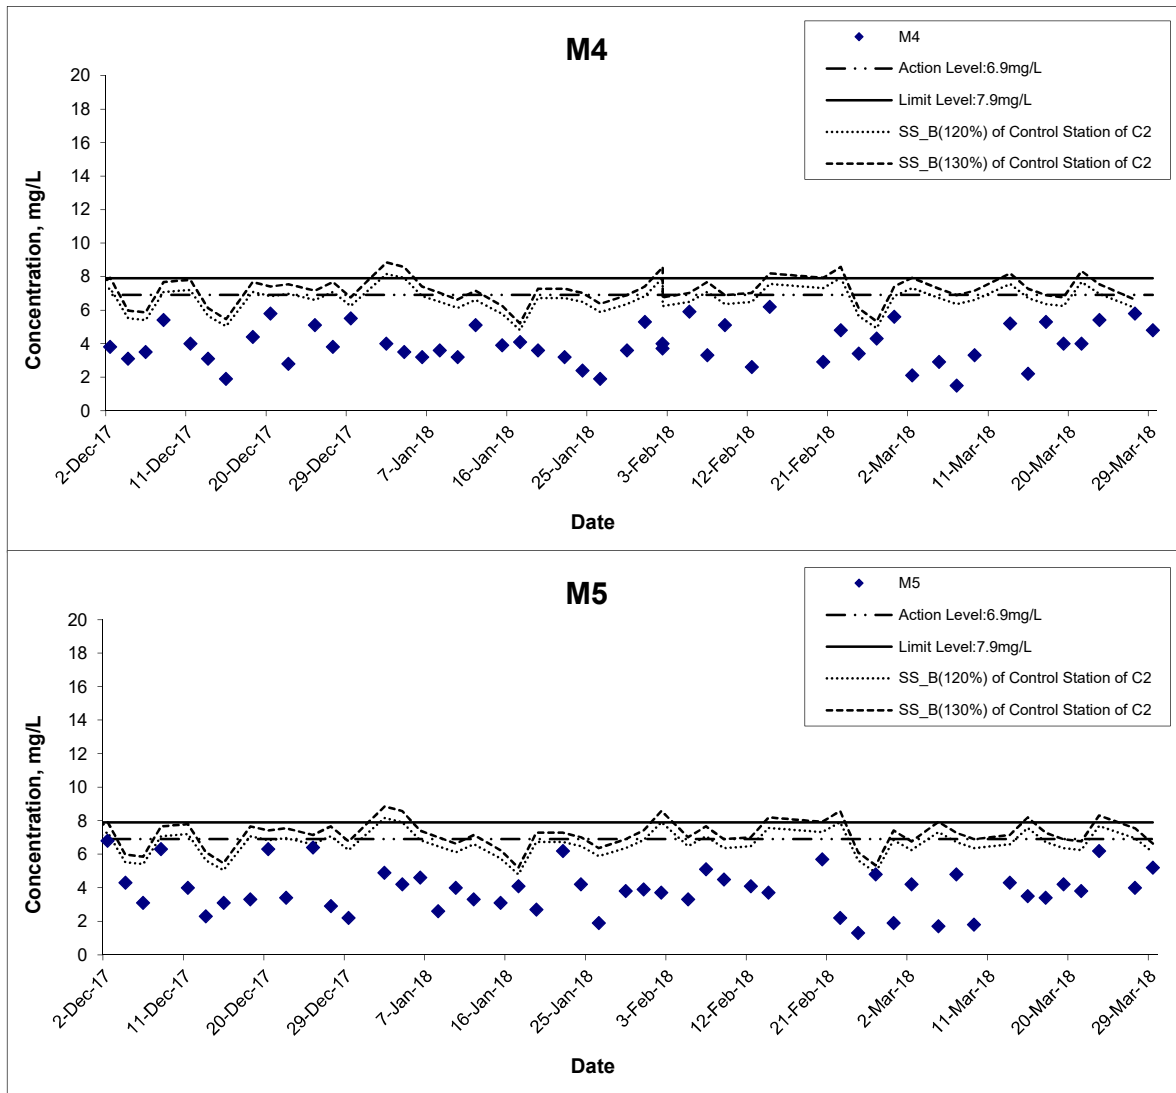 M4
M4
Action Level:6.9mg/L
Limit Level:7.9mg/L
SS_B(120%) of Control Station of C2
SS_B(130%) of Control Station of C2
Concentration, mg/L
20
18
16
14
12
10
8
6
4
2
0
2-Dec-17
11-Dec-17
20-Dec-17
29-Dec-17
7-Jan-18
16-Jan-18
25-Jan-18
3-Feb-18
12-Feb-18
21-Feb-18
2-Mar-18
11-Mar-18
20-Mar-18
29-Mar-18
Date
M5
M5
Action Level:6.9mg/L
Limit Level:7.9mg/L
SS_B(120%) of Control Station of C2
SS_B(130%) of Control Station of C2
Concentration, mg/L
20
18
16
14
12
10
8
6
4
2
0
2-Dec-17
11-Dec-17
20-Dec-17
29-Dec-17
7-Jan-18
16-Jan-18
25-Jan-18
3-Feb-18
12-Feb-18
21-Feb-18
2-Mar-18
11-Mar-18
20-Mar-18
29-Mar-18
Date